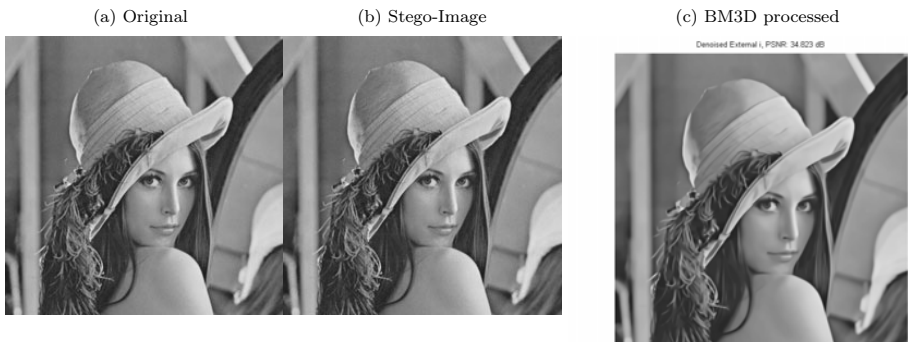 (a) Original
(b) Stego-Image
(c) BM3D processed
Denoised External i, PSNR: 34.823 dB